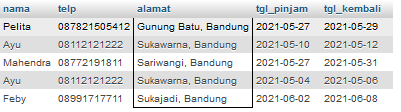 nama telp alamat tgl_pinjam tgl_kembali
Pelita 087821505412 Gunung Batu, Bandung 2021-05-27 2021-05-29
Ayu 08112121222 Sukawarna, Bandung 2021-05-10 2021-05-12
Mahendra 08772191811 Sariwangi, Bandung 2021-05-27 2021-05-31
Ayu 08112121222 Sukawarna, Bandung 2021-05-04 2021-05-06
Feby 08991717711 Sukajadi, Bandung 2021-06-02 2021-06-08